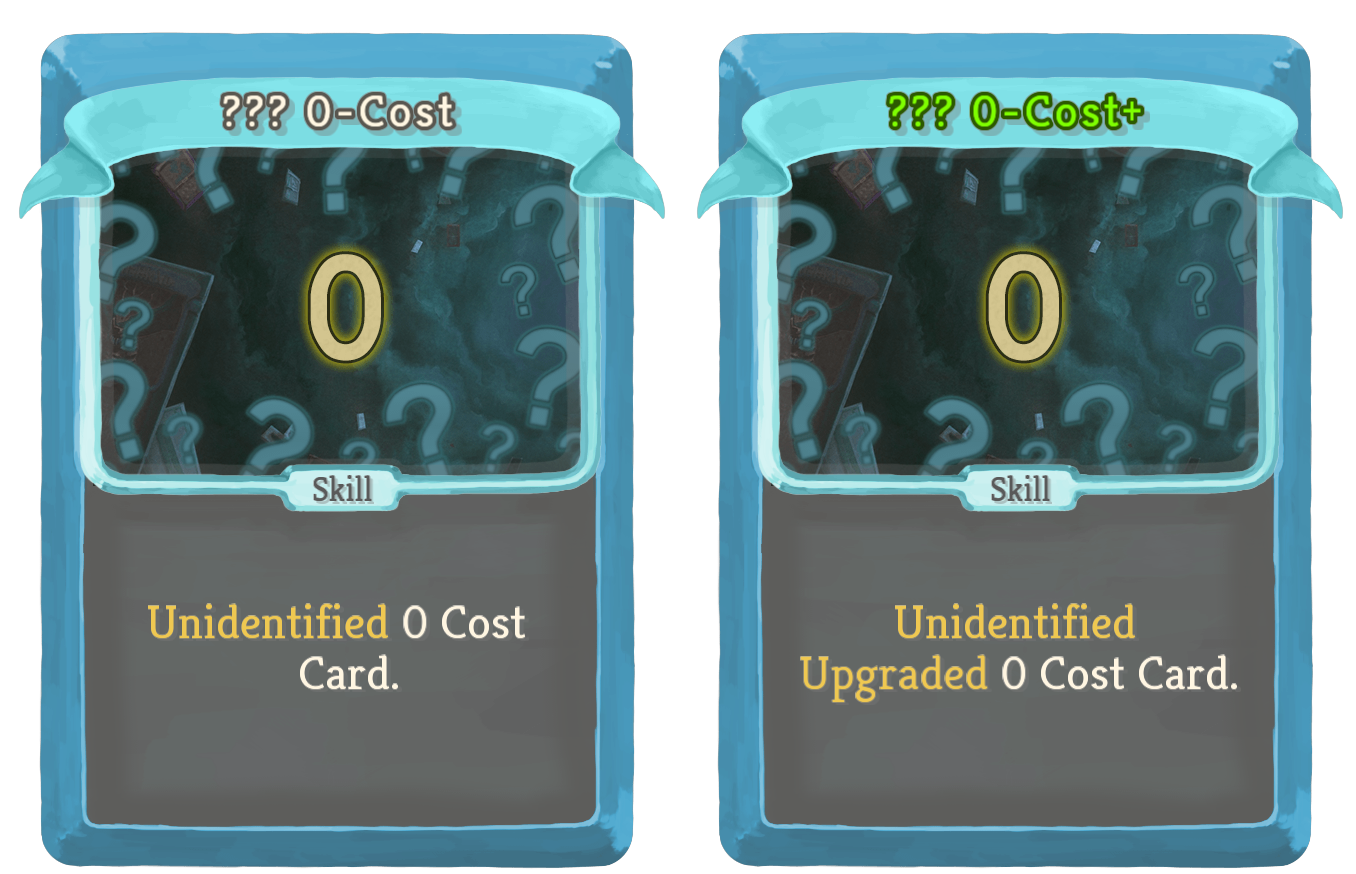 ??? 0-Cost
0
Skill
Unidentified 0 Cost
Card.
??? 0-Cost+
0
Skill
Unidentified
Upgraded 0 Cost Card.